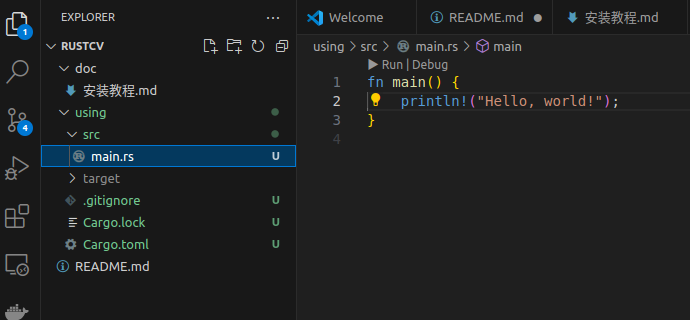 EXPLORER
RUSTCV
doc
安装教程.md
using
src
main.rs U
target
.gitignore U
Cargo.lock U
Cargo.toml U
README.md
1
4
Welcome README.md 安装教程.md
using > src > main.rs > main
Run | Debug
1 fn main() {
2 println!("Hello, world!");
3 }
4